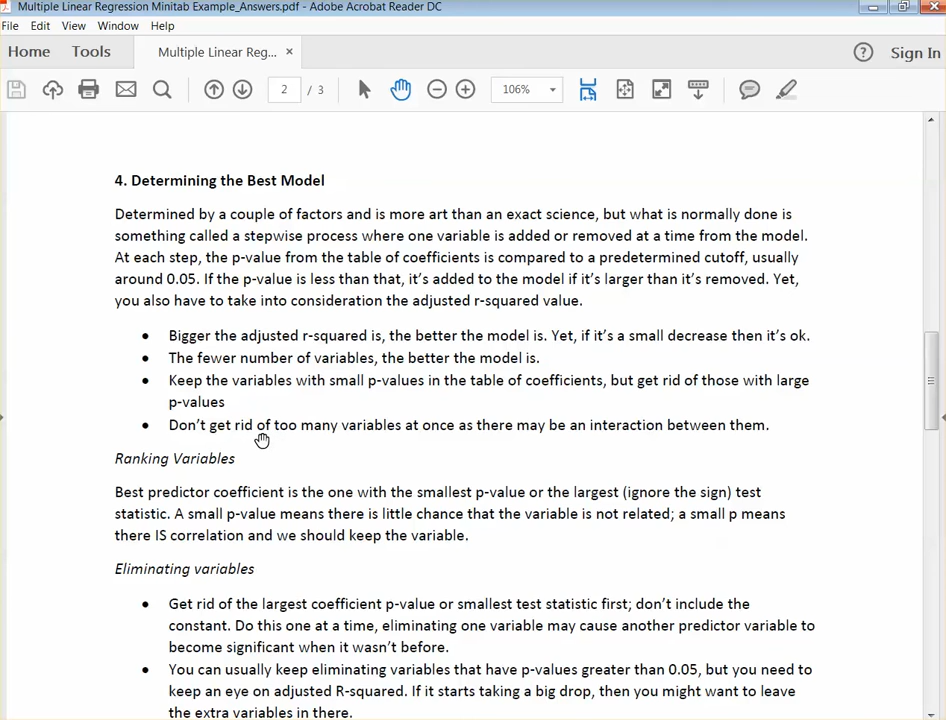 Multiple Linear Regression Minitab Example_Answers.pdf - Adobe Acrobat Reader DC
File Edit View Window Help
Home Tools Multiple Linear Reg... × ? Sign In
2 / 3 106%
4. Determining the Best Model
Determined by a couple of factors and is more art than an exact science, but what is normally done is
something called a stepwise process where one variable is added or removed at a time from the model.
At each step, the p-value from the table of coefficients is compared to a predetermined cutoff, usually
around 0.05. If the p-value is less than that, it’s added to the model if it’s larger than it’s removed. Yet,
you also have to take into consideration the adjusted r-squared value.
• Bigger the adjusted r-squared is, the better the model is. Yet, if it’s a small decrease then it’s ok.
• The fewer number of variables, the better the model is.
• Keep the variables with small p-values in the table of coefficients, but get rid of those with large
p-values
• Don’t get rid of too many variables at once as there may be an interaction between them.
Ranking Variables
Best predictor coefficient is the one with the smallest p-value or the largest (ignore the sign) test
statistic. A small p-value means there is little chance that the variable is not related; a small p means
there IS correlation and we should keep the variable.
Eliminating variables
• Get rid of the largest coefficient p-value or smallest test statistic first; don’t include the
constant. Do this one at a time, eliminating one variable may cause another predictor variable to
become significant when it wasn’t before.
• You can usually keep eliminating variables that have p-values greater than 0.05, but you need to
keep an eye on adjusted R-squared. If it starts taking a big drop, then you might want to leave
the extra variables in there.